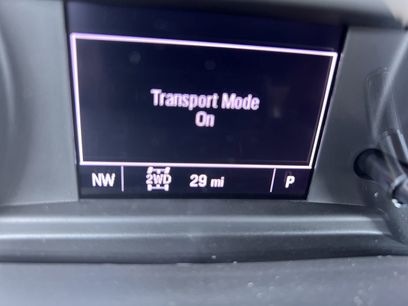 Transport Mode
On
NW 2WD 29 mi P